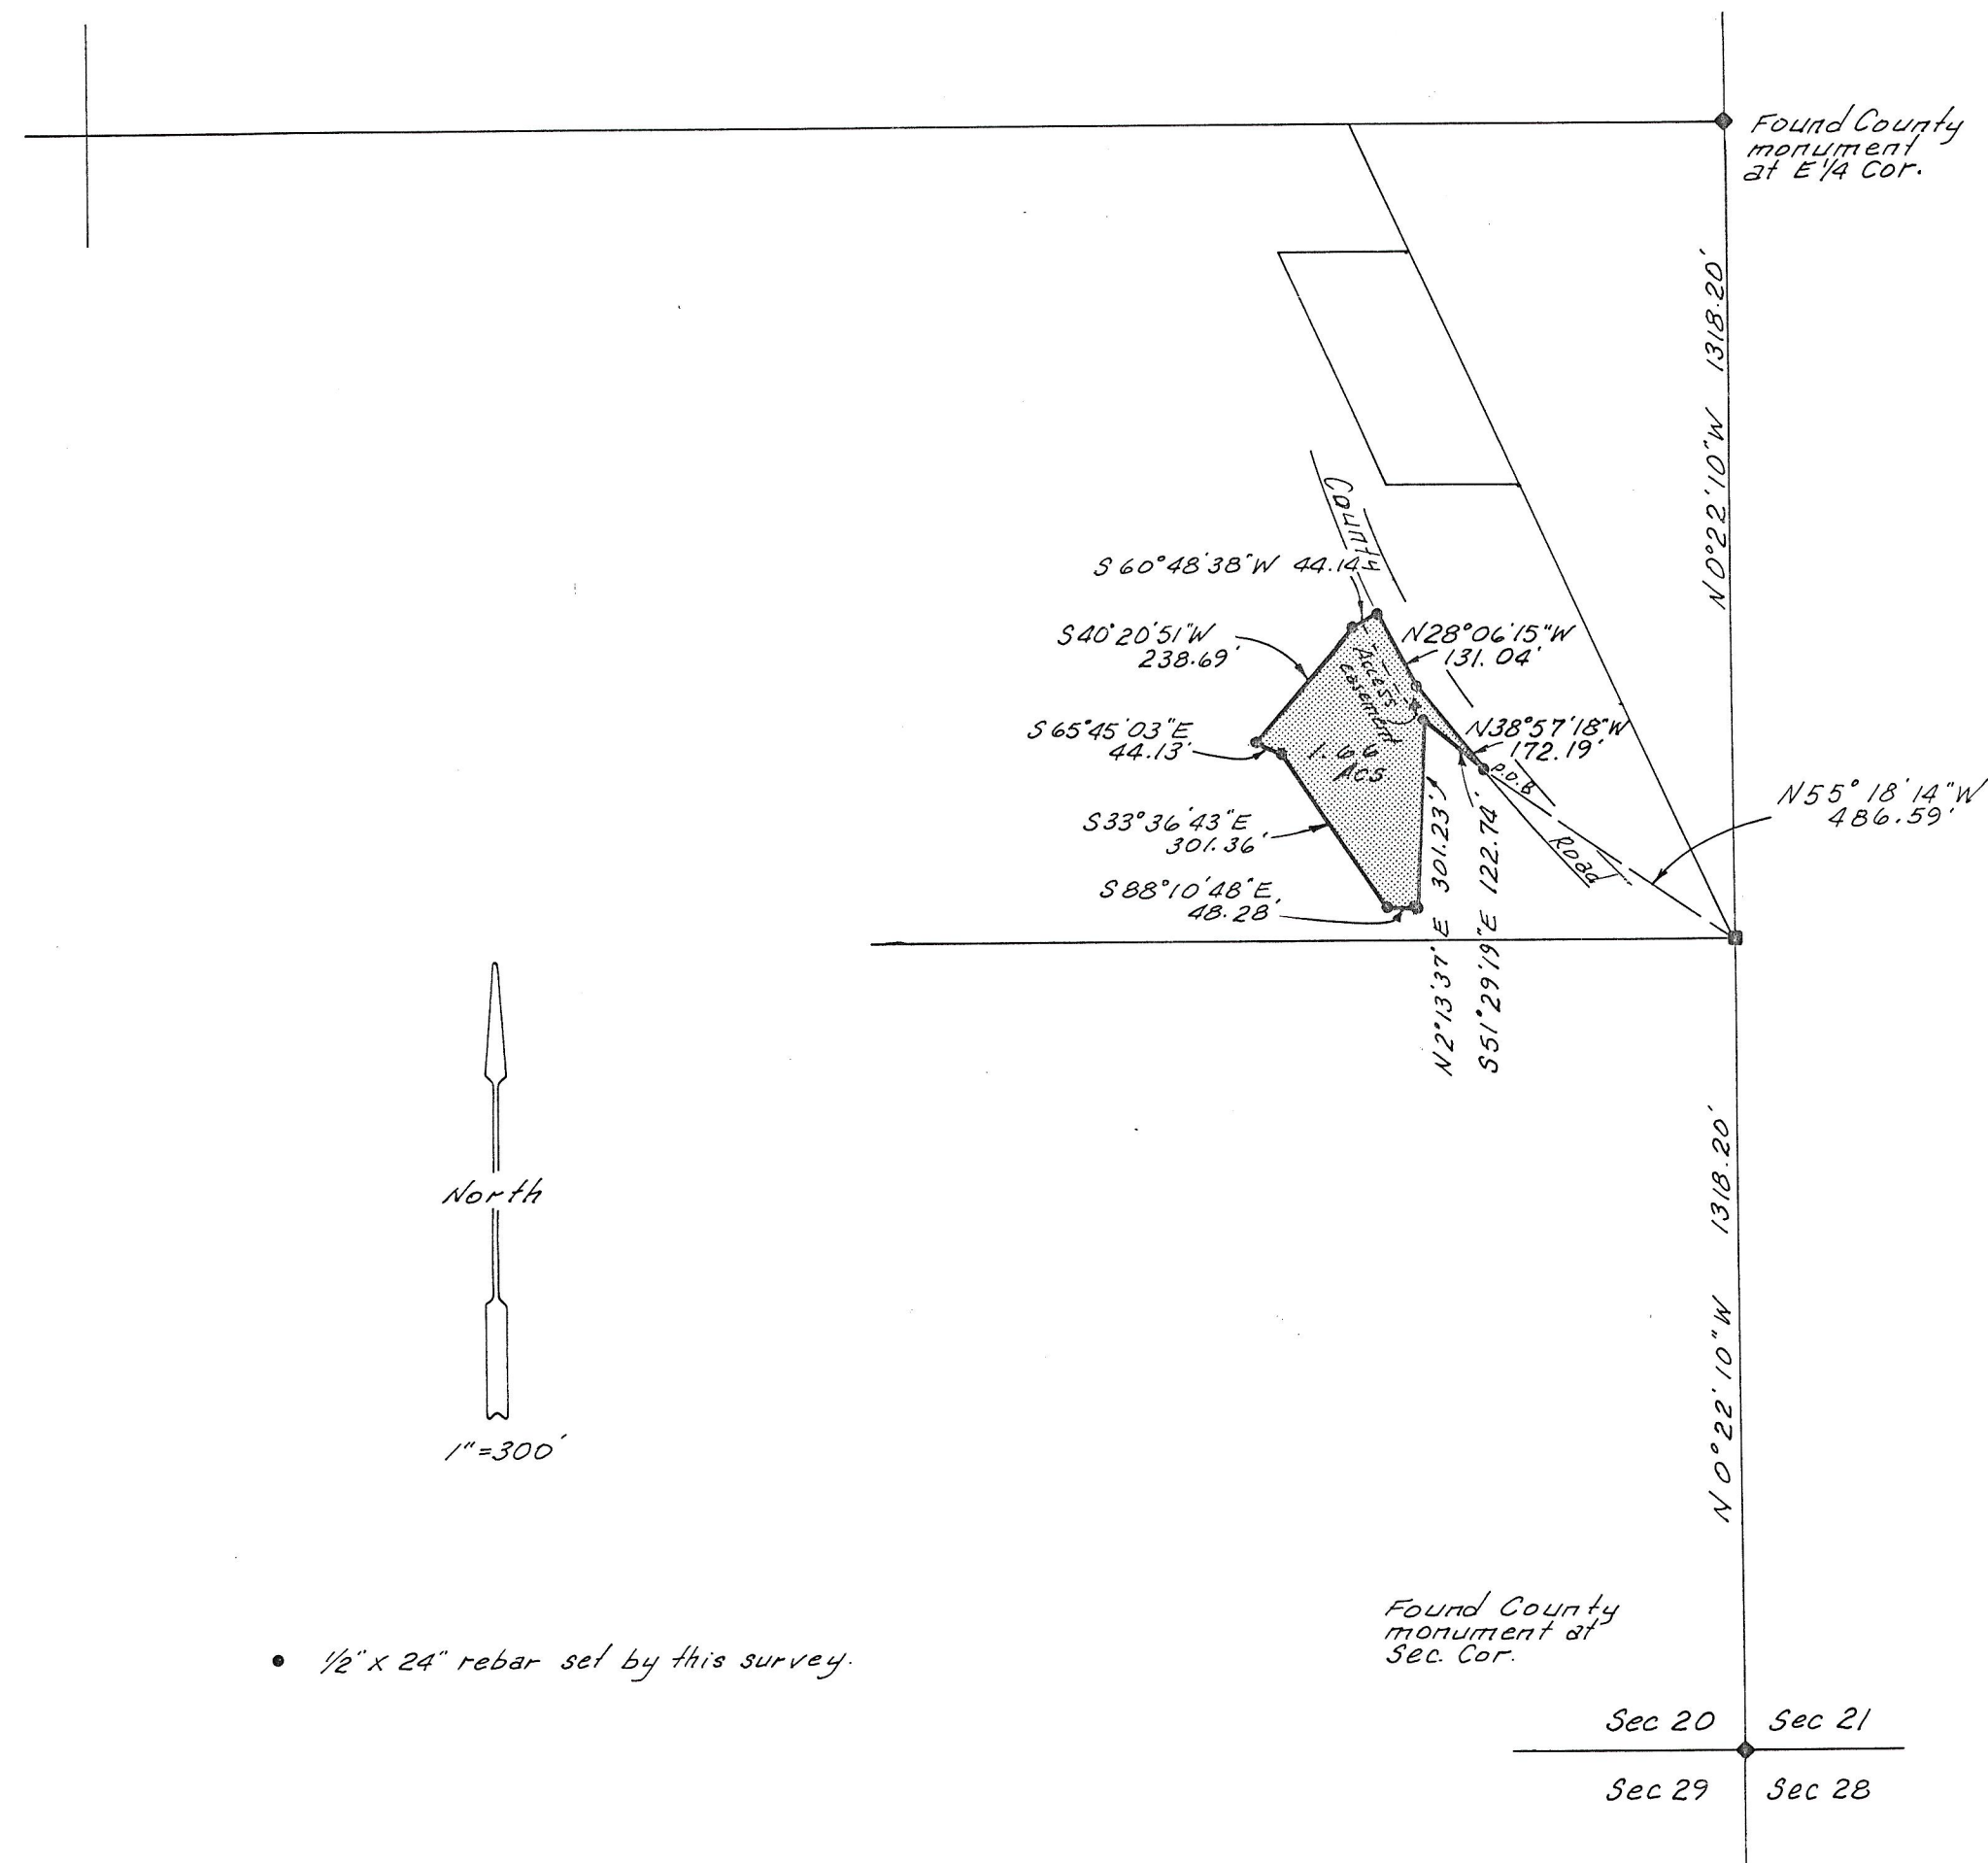 Found County
monument
at E 1/4 Cor.
N 0°22'10"W 1318.20'
County
S 60°48'38"W 44.14'
S40°20'51"W
238.69'
N28°06'15"W
131.04'
Access
easement
S65°45'03"E
44.13'
1.66
Acs
N38°57'18"W
172.19'
P.O.B
N55°18'14"W
486.59'
S33°36'43"E
301.36'
Road
S88°10'48"E
48.28'
N2°13'37"E 301.23'
S51°29'19"E 122.74'
North
1"=300'
N 0°22'10"W 1318.20'
Found County
monument at
Sec. Cor.
1/2" x 24" rebar set by this survey.
Sec 20 Sec 21
Sec 29 Sec 28